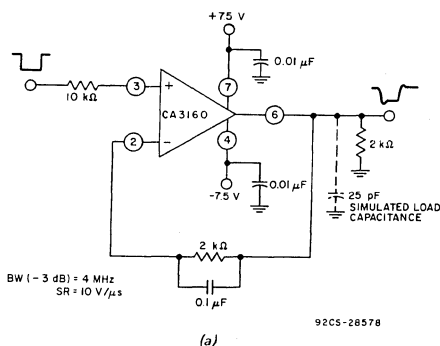 +75 V
0.01 µF
10 kΩ
3
+
7
CA3160
6
2
−
4
-7.5 V
0.01 µF
2 kΩ
25 pF
SIMULATED LOAD
CAPACITANCE
2 kΩ
0.1 µF
BW (-3 dB) = 4 MHz
SR = 10 V/µs
92CS-28578
(a)